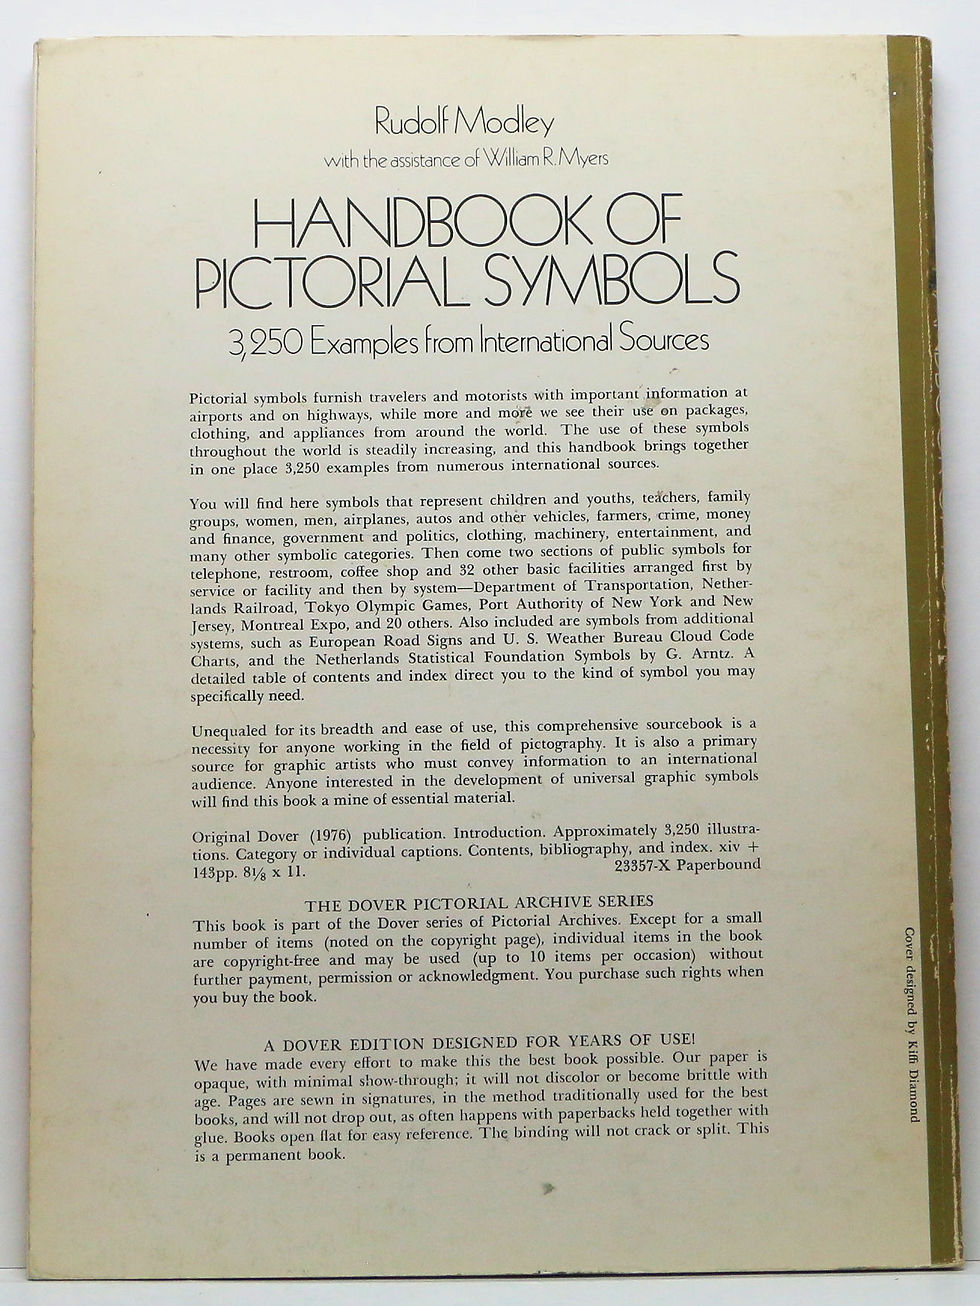 Rudolf Modley
with the assistance of William R. Myers
HANDBOOK OF
PICTORIAL SYMBOLS
3,250 Examples from International Sources
Pictorial symbols furnish travelers and motorists with important information at
airports and on highways, while more and more we see their use on packages,
clothing, and appliances from around the world. The use of these symbols
throughout the world is steadily increasing, and this handbook brings together
in one place 3,250 examples from numerous international sources.
You will find here symbols that represent children and youths, teachers, family
groups, women, men, airplanes, autos and other vehicles, farmers, crime, money
and finance, government and politics, clothing, machinery, entertainment, and
many other symbolic categories. Then come two sections of public symbols for
telephone, restroom, coffee shop and 32 other basic facilities arranged first by
service or facility and then by system—Department of Transportation, Nether-
lands Railroad, Tokyo Olympic Games, Port Authority of New York and New
Jersey, Montreal Expo, and 20 others. Also included are symbols from additional
systems, such as European Road Signs and U. S. Weather Bureau Cloud Code
Charts, and the Netherlands Statistical Foundation Symbols by G. Arntz. A
detailed table of contents and index direct you to the kind of symbol you may
specifically need.
Unequaled for its breadth and ease of use, this comprehensive sourcebook is a
necessity for anyone working in the field of pictography. It is also a primary
source for graphic artists who must convey information to an international
audience. Anyone interested in the development of universal graphic symbols
will find this book a mine of essential material.
Original Dover (1976) publication. Introduction. Approximately 3,250 illustra-
tions. Category or individual captions. Contents, bibliography, and index. xiv +
143pp. 8⅛ x 11. 23357-X Paperbound
THE DOVER PICTORIAL ARCHIVE SERIES
This book is part of the Dover series of Pictorial Archives. Except for a small
number of items (noted on the copyright page), individual items in the book
are copyright-free and may be used (up to 10 items per occasion) without
further payment, permission or acknowledgment. You purchase such rights when
you buy the book.
A DOVER EDITION DESIGNED FOR YEARS OF USE!
We have made every effort to make this the best book possible. Our paper is
opaque, with minimal show-through; it will not discolor or become brittle with
age. Pages are sewn in signatures, in the method traditionally used for the best
books, and will not drop out, as often happens with paperbacks held together with
glue. Books open flat for easy reference. The binding will not crack or split. This
is a permanent book.
Cover designed by Kiffi Diamond